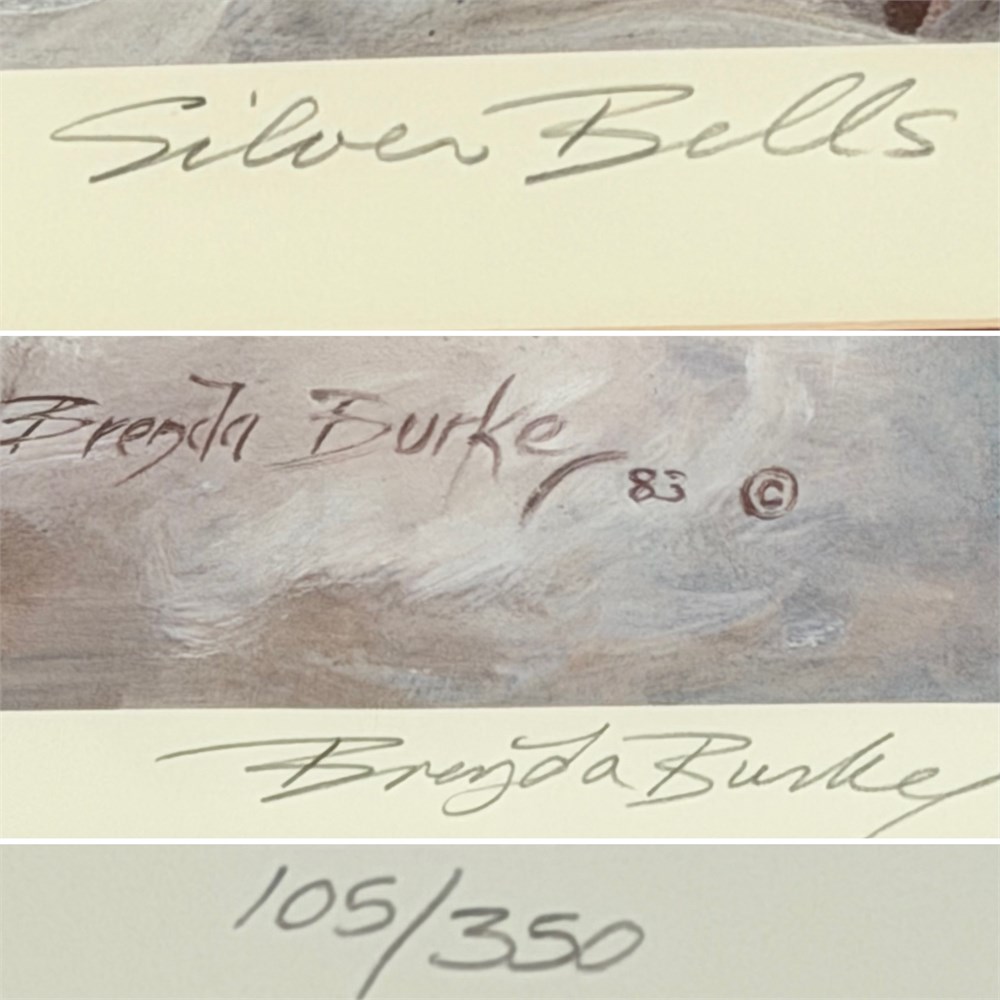 Silver Bells
Brenda Burke 83 ©
Brenda Burke
105/350